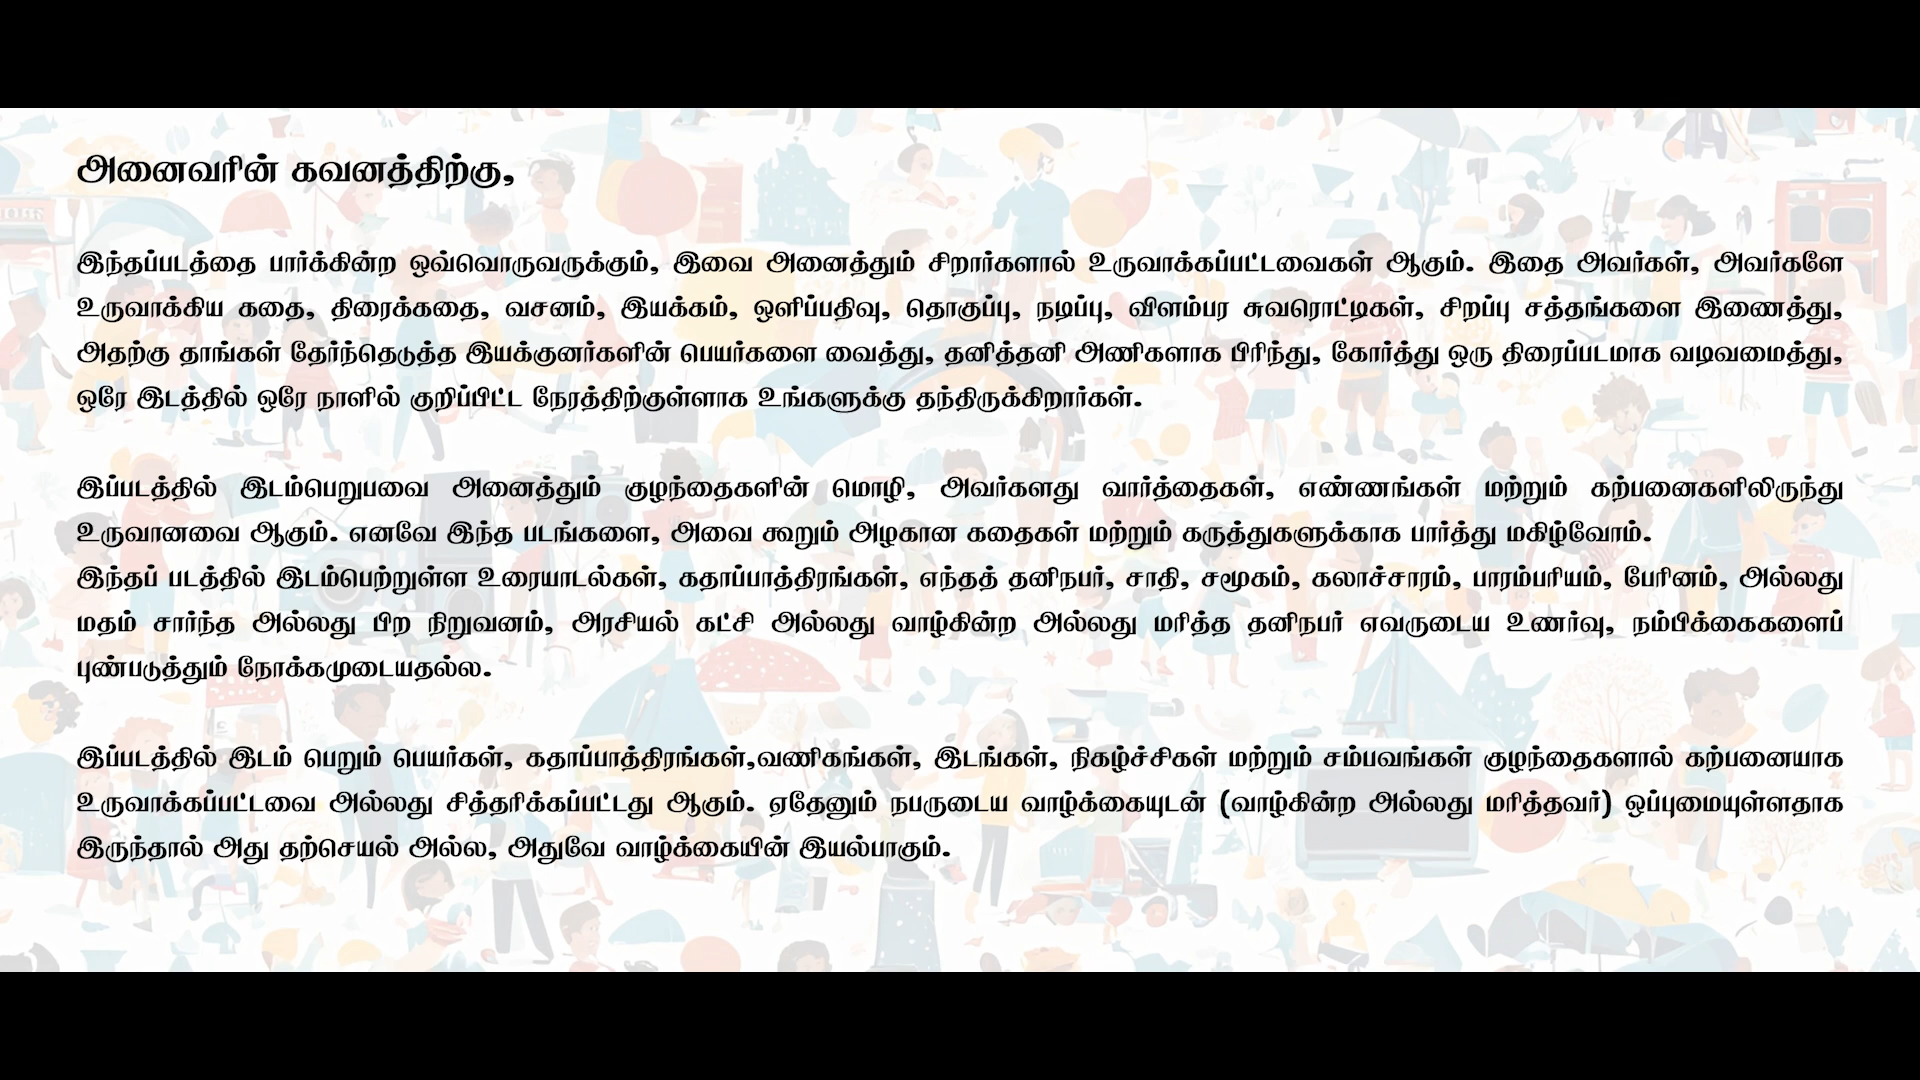 அனைவரின் கவனத்திற்கு,
இந்தப்படத்தை பார்க்கின்ற ஒவ்வொருவருக்கும், இவை அனைத்தும் சிறார்களால் உருவாக்கப்பட்டவைகள் ஆகும். இதை அவர்கள், அவர்களே
உருவாக்கிய கதை, திரைக்கதை, வசனம், இயக்கம், ஒளிப்பதிவு, தொகுப்பு, நடிப்பு, விளம்பர சுவரொட்டிகள், சிறப்பு சத்தங்களை இணைத்து,
அதற்கு தாங்கள் தேர்ந்தெடுத்த இயக்குனர்களின் பெயர்களை வைத்து, தனித்தனி அணிகளாக பிரிந்து, கோர்த்து ஒரு திரைப்படமாக வடிவமைத்து,
ஒரே இடத்தில் ஒரே நாளில் குறிப்பிட்ட நேரத்திற்குள்ளாக உங்களுக்கு தந்திருக்கிறார்கள்.
இப்படத்தில் இடம்பெறுபவை அனைத்தும் குழந்தைகளின் மொழி, அவர்களது வார்த்தைகள், எண்ணங்கள் மற்றும் கற்பனைகளிலிருந்து
உருவானவை ஆகும். எனவே இந்த படங்களை, அவை கூறும் அழகான கதைகள் மற்றும் கருத்துகளுக்காக பார்த்து மகிழ்வோம்.
இந்தப் படத்தில் இடம்பெற்றுள்ள உரையாடல்கள், கதாப்பாத்திரங்கள், எந்தத் தனிநபர், சாதி, சமூகம், கலாச்சாரம், பாரம்பரியம், பேரினம், அல்லது
மதம் சார்ந்த அல்லது பிற நிறுவனம், அரசியல் கட்சி அல்லது வாழ்கின்ற அல்லது மரித்த தனிநபர் எவருடைய உணர்வு, நம்பிக்கைகளைப்
புண்படுத்தும் நோக்கமுடையதல்ல.
இப்படத்தில் இடம் பெறும் பெயர்கள், கதாப்பாத்திரங்கள்,வணிகங்கள், இடங்கள், நிகழ்ச்சிகள் மற்றும் சம்பவங்கள் குழந்தைகளால் கற்பனையாக
உருவாக்கப்பட்டவை அல்லது சித்தரிக்கப்பட்டது ஆகும். ஏதேனும் நபருடைய வாழ்க்கையுடன் (வாழ்கின்ற அல்லது மரித்தவர்) ஒப்புமையுள்ளதாக
இருந்தால் அது தற்செயல் அல்ல, அதுவே வாழ்க்கையின் இயல்பாகும்.